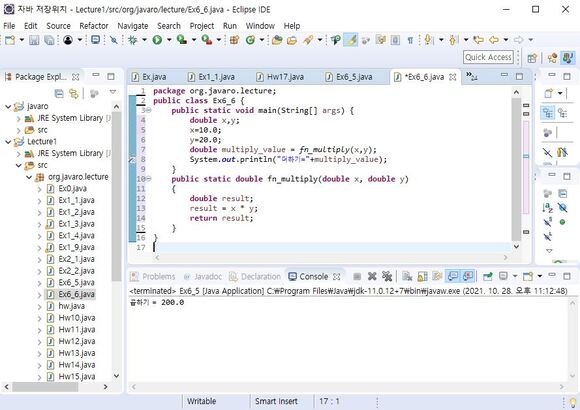 자바 저장위치 - Lecture1/src/org/javaro/lecture/Ex6_6.java - Eclipse IDE
File Edit Source Refactor Navigate Search Project Run Window Help
Quick Access
Package Expl...
javaro
JRE System Library [J
src
Lecture1
JRE System Library [J
src
org.javaro.lecture
Ex0.java
Ex1_1.java
Ex1_2.java
Ex1_3.java
Ex1_4.java
Ex1_9.java
Ex2_1.java
Ex2_2.java
Ex6_5.java
Ex6_6.java
hw.java
Hw10.java
Hw11.java
Hw12.java
Hw13.java
Hw14.java
Hw15.java
Ex.java Ex1_1.java Hw17.java Ex6_5.java *Ex6_6.java
1 package org.javaro.lecture;
2 public class Ex6_6 {
3 public static void main(String[] args) {
4 double x,y;
5 x=10.0;
6 y=20.0;
7 double multiply_value = fn_multiply(x,y);
8 System.out.println("더하기="+multiply_value);
9 }
10 public static double fn_multiply(double x, double y)
11 {
12 double result;
13 result = x * y;
14 return result;
15 }
16 }
17
Problems Javadoc Declaration Console
<terminated> Ex6_5 [Java Application] C:₩Program Files₩Java₩jdk-11.0.12+7₩bin₩javaw.exe (2021. 10. 28. 오후 11:12:48)
곱하기 = 200.0
Writable Smart Insert 17 : 1